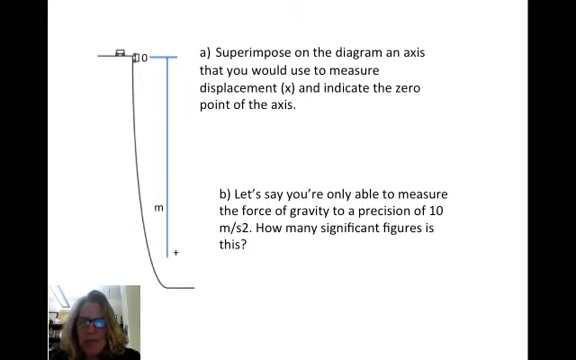 a) Superimpose on the diagram an axis
that you would use to measure
displacement (x) and indicate the zero
point of the axis.
0
m
+
b) Let's say you're only able to measure
the force of gravity to a precision of 10
m/s2. How many significant figures is
this?